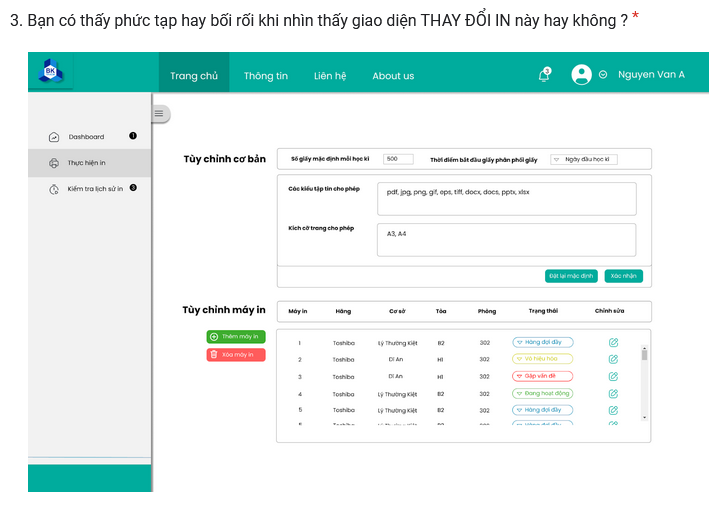 3. Bạn có thấy phức tạp hay bối rối khi nhìn thấy giao diện THAY ĐỔI IN này hay không ? *
BK
Trang chủ Thông tin Liên hệ About us 3 Nguyen Van A
Dashboard 1
Thực hiện in
Kiểm tra lịch sử in 3
Tùy chỉnh cơ bản
Số giấy mặc định mỗi học kì 500 Thời điểm bắt đầu giấy phân phối giấy Ngày đầu học kì
Các kiểu tập tin cho phép pdf, jpg, png, gif, eps, tiff, docx, docs, pptx, xlsx
Kích cỡ trang cho phép A3, A4
Đặt lại mặc định Xác nhận
Tùy chỉnh máy in
Thêm máy in
Xóa máy in
Máy in Hãng Cơ sở Tòa Phòng Trạng thái Chỉnh sửa
1 Toshiba Lý Thường Kiệt B2 302 Hàng đợi đầy
2 Toshiba Dĩ An H1 302 Vô hiệu hóa
3 Toshiba Dĩ An H1 302 Gặp vấn đề
4 Toshiba Lý Thường Kiệt B2 302 Đang hoạt động
5 Toshiba Lý Thường Kiệt B2 302 Hàng đợi đầy